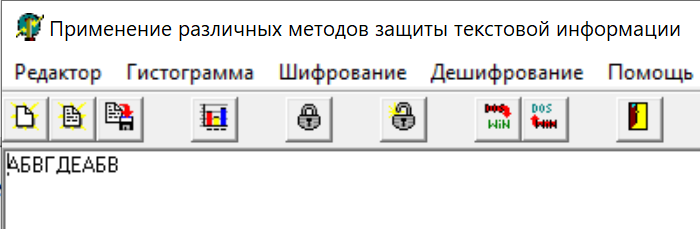 Применение различных методов защиты текстовой информации
Редактор Гистограмма Шифрование Дешифрование Помощь
DOS WIN DOS WIN
АБВГДЕАБВ